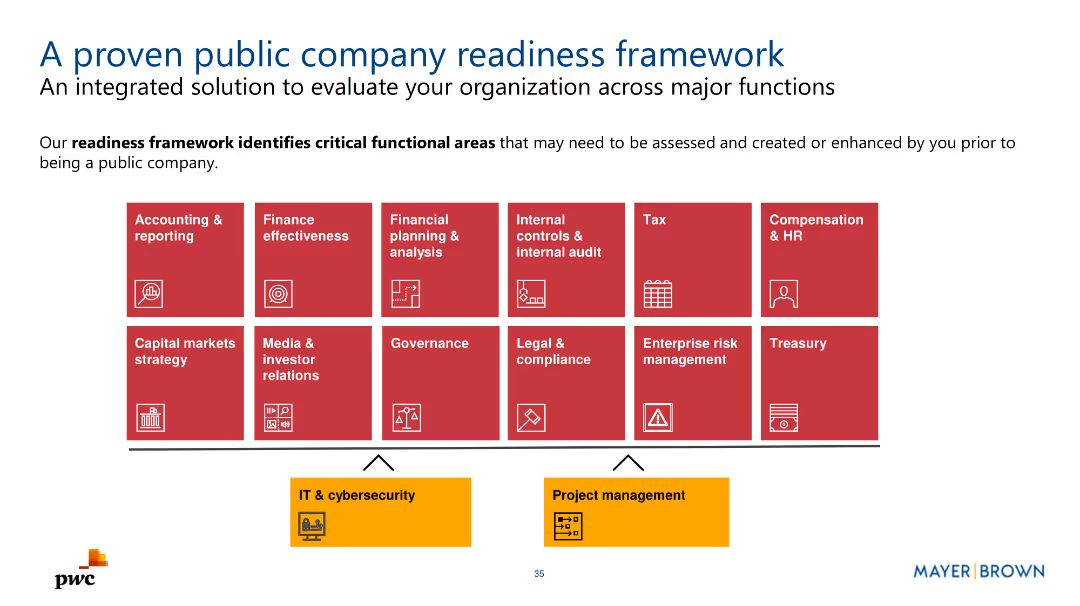 A proven public company readiness framework
An integrated solution to evaluate your organization across major functions
Our readiness framework identifies critical functional areas that may need to be assessed and created or enhanced by you prior to
being a public company.
Accounting &
reporting
Finance
effectiveness
Financial
planning &
analysis
Internal
controls &
internal audit
Tax
Compensation
& HR
Capital markets
strategy
Media &
investor
relations
Governance
Legal &
compliance
Enterprise risk
management
Treasury
IT & cybersecurity
Project management
pwc
35
MAYER|BROWN